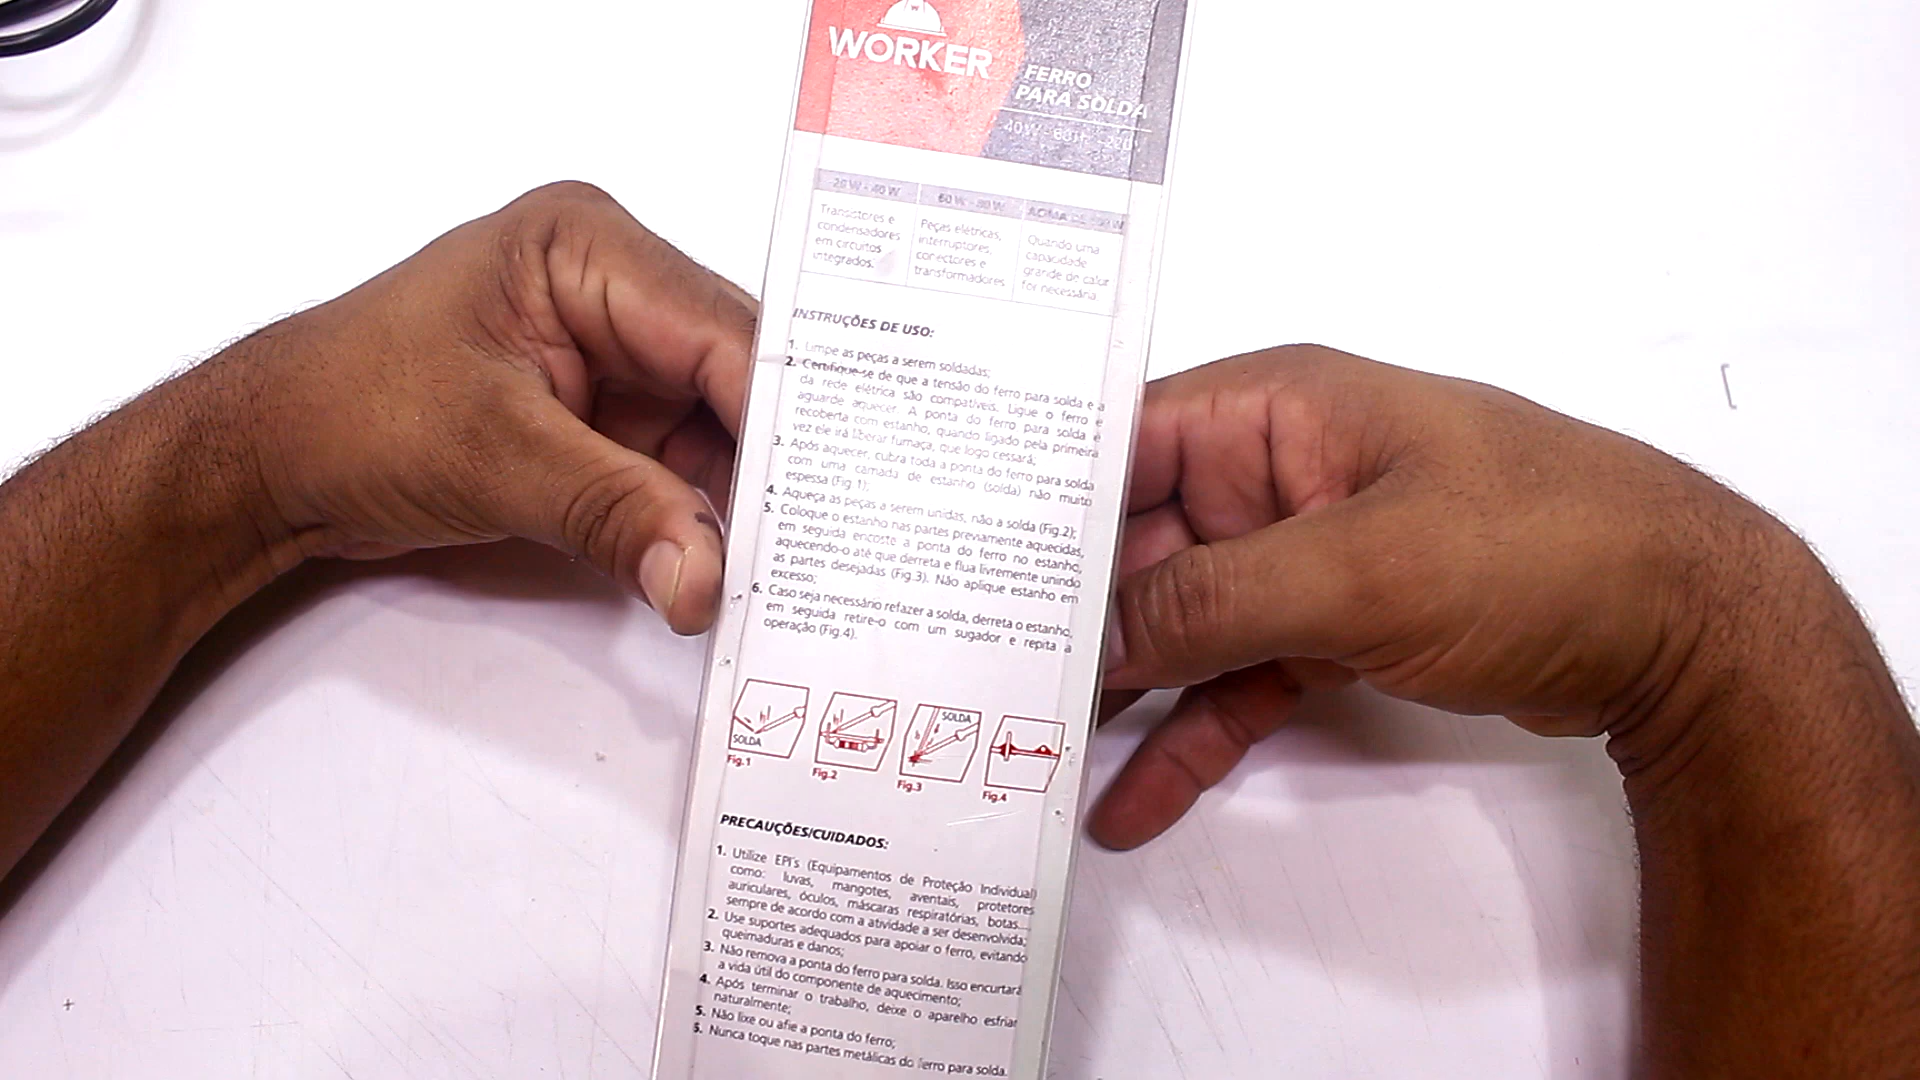 WORKER
FERRO
PARA SOLDA
40W - 60Hz - 220V
20 W - 40 W
Transistores e
condensadores
em circuitos
integrados.
60 W - 80 W
Peças elétricas,
interruptores,
conectores e
transformadores
ACIMA DE 100 W
Quando uma
capacidade
grande de calor
for necessária.
INSTRUÇÕES DE USO:
1. Limpe as peças a serem soldadas;
2. Certifique-se de que a tensão do ferro para solda e a
da rede elétrica são compatíveis. Ligue o ferro e
aguarde aquecer. A ponta do ferro para solda é
recoberta com estanho, quando ligado pela primeira
vez ele irá liberar fumaça, que logo cessará;
3. Após aquecer, cubra toda a ponta do ferro para solda
com uma camada de estanho (solda) não muito
espessa (Fig 1);
4. Aqueça as peças a serem unidas, não a solda (Fig.2);
5. Coloque o estanho nas partes previamente aquecidas,
em seguida encoste a ponta do ferro no estanho,
aquecendo-o até que derreta e flua livremente unindo
as partes desejadas (Fig.3). Não aplique estanho em
excesso;
6. Caso seja necessário refazer a solda, derreta o estanho,
em seguida retire-o com um sugador e repita a
operação (Fig.4).
SOLDA
Fig.1
Fig.2
SOLDA
Fig.3
Fig.4
PRECAUÇÕES/CUIDADOS:
1. Utilize EPI's (Equipamentos de Proteção Individual)
como: luvas, mangotes, aventais, protetores
auriculares, óculos, máscaras respiratórias, botas...
sempre de acordo com a atividade a ser desenvolvida;
2. Use suportes adequados para apoiar o ferro, evitando
queimaduras e danos;
3. Não remova a ponta do ferro para solda. Isso encurtará
a vida útil do componente de aquecimento;
4. Após terminar o trabalho, deixe o aparelho esfriar
naturalmente;
5. Não lixe ou afie a ponta do ferro;
5. Nunca toque nas partes metálicas do ferro para solda.